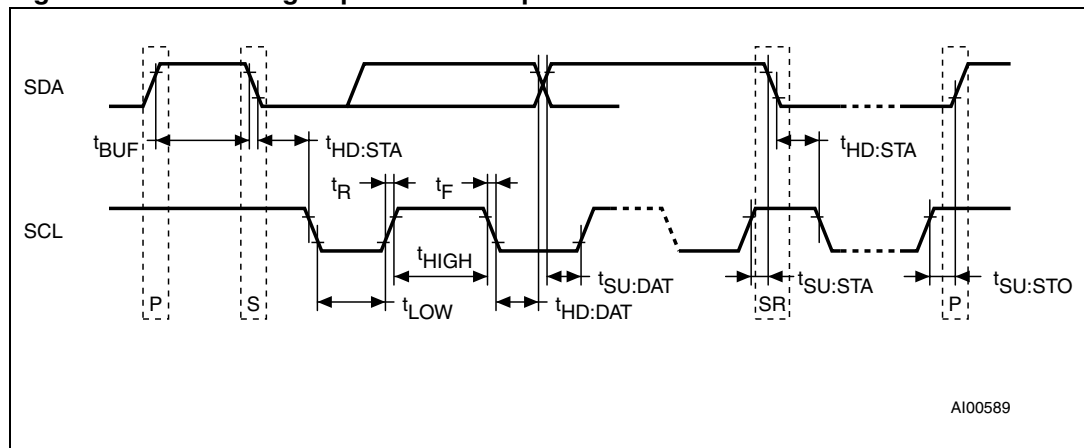 SDA
tBUF
tHD:STA
tHD:STA
tR
tF
SCL
tHIGH
tSU:DAT
tSU:STA
tSU:STO
P
S
tLOW
tHD:DAT
SR
P
AI00589